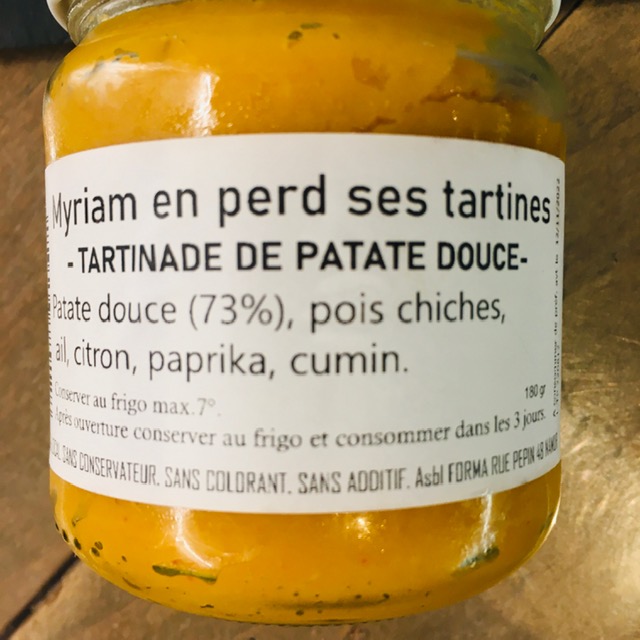 Myriam en perd ses tartines
- TARTINADE DE PATATE DOUCE-
Patate douce (73%), pois chiches,
ail, citron, paprika, cumin.
180 gr
Conserver au frigo max.7°.
Après ouverture conserver au frigo et consommer dans les 3 jours.
SANS CONSERVATEUR. SANS COLORANT. SANS ADDITIF. Asbl FORMA RUE PEPIN 48